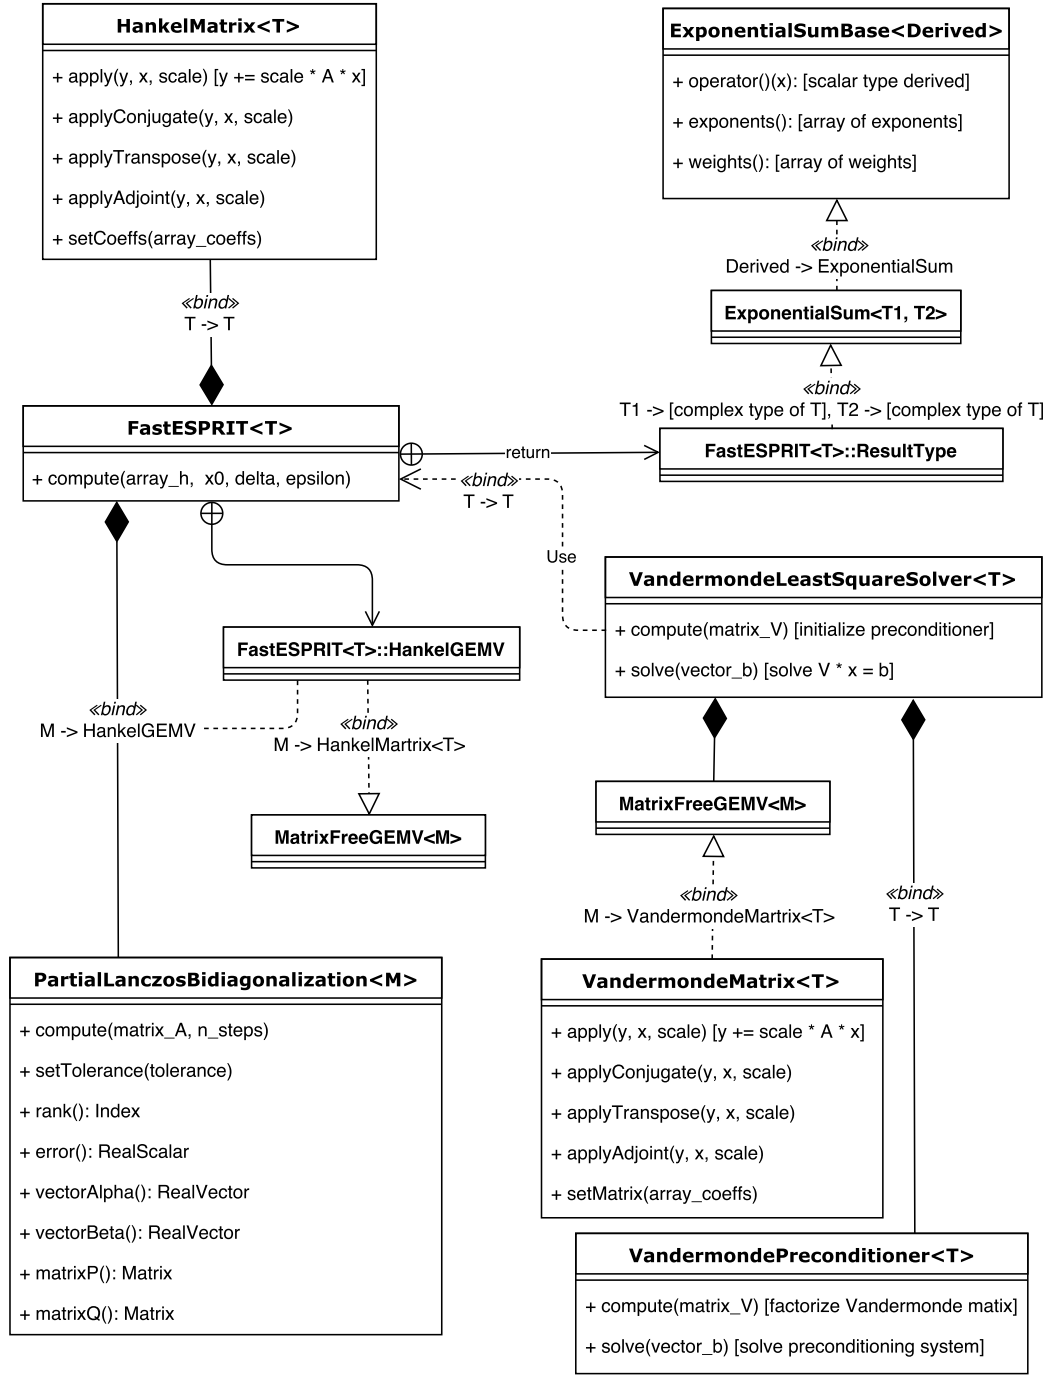 HankelMatrix<T>
+ apply(y, x, scale) [y += scale * A * x]
+ applyConjugate(y, x, scale)
+ applyTranspose(y, x, scale)
+ applyAdjoint(y, x, scale)
+ setCoeffs(array_coeffs)
«bind»
T -> T
ExponentialSumBase<Derived>
+ operator()(x): [scalar type derived]
+ exponents(): [array of exponents]
+ weights(): [array of weights]
«bind»
Derived -> ExponentialSum
ExponentialSum<T1, T2>
«bind»
T1 -> [complex type of T], T2 -> [complex type of T]
FastESPRIT<T>
+ compute(array_h,  x0, delta, epsilon)
return
FastESPRIT<T>::ResultType
«bind»
T -> T
Use
VandermondeLeastSquareSolver<T>
+ compute(matrix_V) [initialize preconditioner]
+ solve(vector_b) [solve V * x = b]
FastESPRIT<T>::HankelGEMV
«bind»
M -> HankelGEMV
«bind»
M -> HankelMartrix<T>
MatrixFreeGEMV<M>
MatrixFreeGEMV<M>
«bind»
M -> VandermondeMartrix<T>
«bind»
T -> T
PartialLanczosBidiagonalization<M>
+ compute(matrix_A, n_steps)
+ setTolerance(tolerance)
+ rank(): Index
+ error(): RealScalar
+ vectorAlpha(): RealVector
+ vectorBeta(): RealVector
+ matrixP(): Matrix
+ matrixQ(): Matrix
VandermondeMatrix<T>
+ apply(y, x, scale) [y += scale * A * x]
+ applyConjugate(y, x, scale)
+ applyTranspose(y, x, scale)
+ applyAdjoint(y, x, scale)
+ setMatrix(array_coeffs)
VandermondePreconditioner<T>
+ compute(matrix_V) [factorize Vandermonde matix]
+ solve(vector_b) [solve preconditioning system]